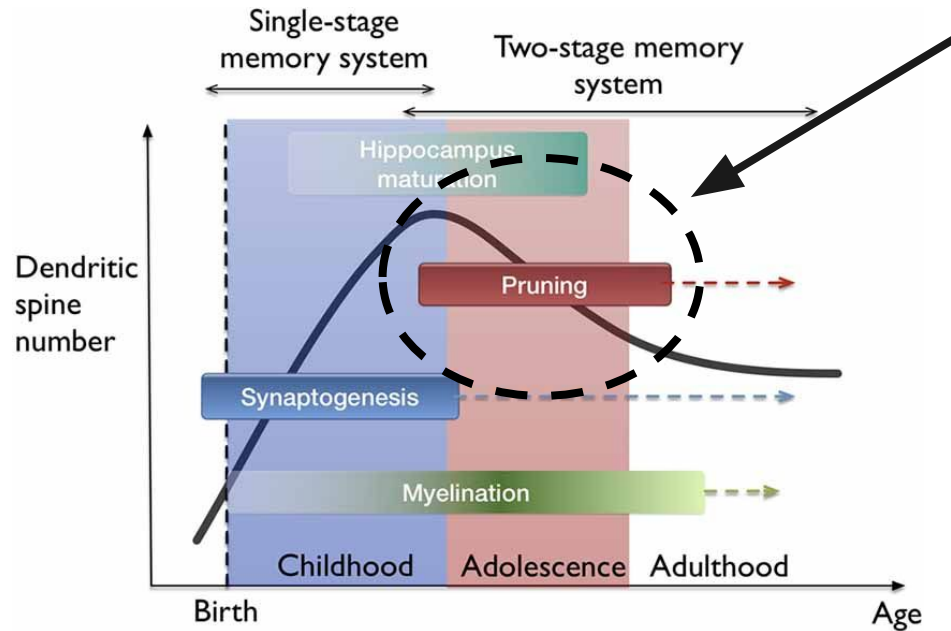 Single-stage
memory system
Two-stage memory
system
Hippocampus
maturation
Dendritic
spine
number
Pruning
Synaptogenesis
Myelination
Childhood
Adolescence
Adulthood
Birth
Age